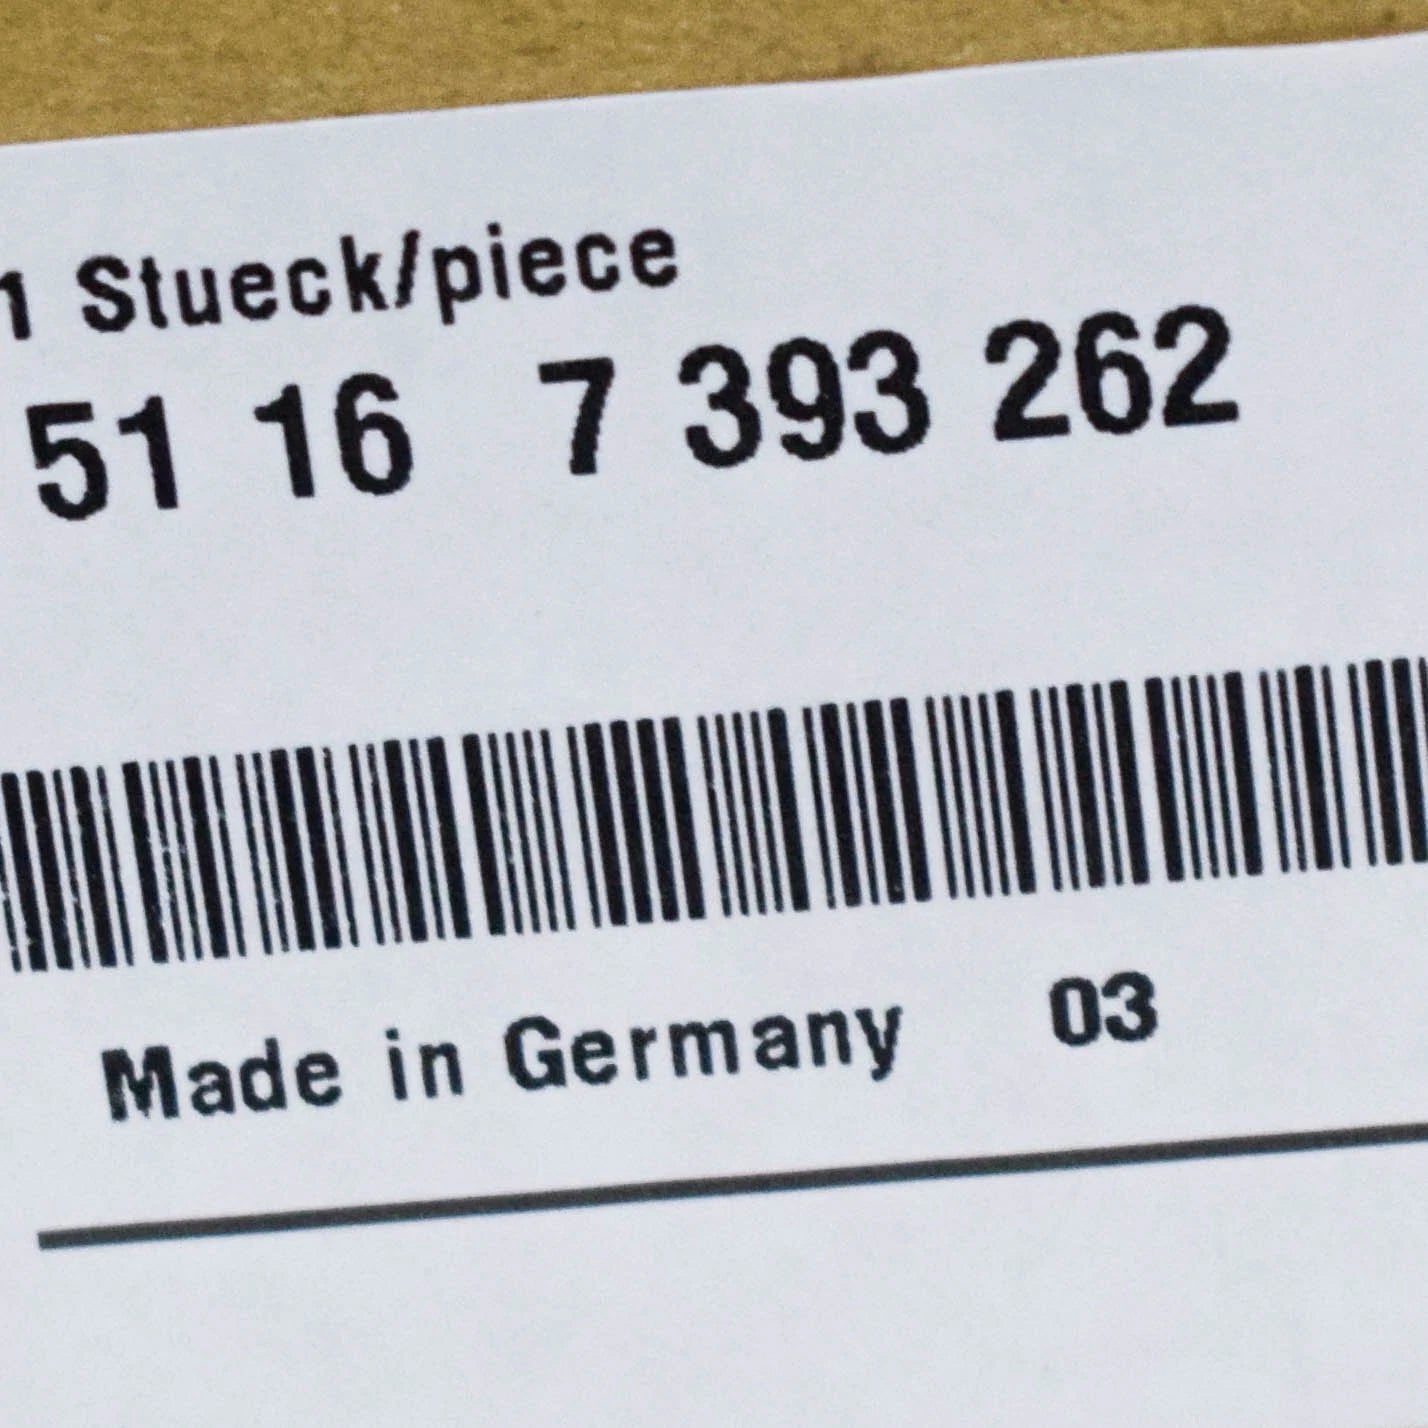 1 Stueck/piece
51 16 7 393 262
Made in Germany 03